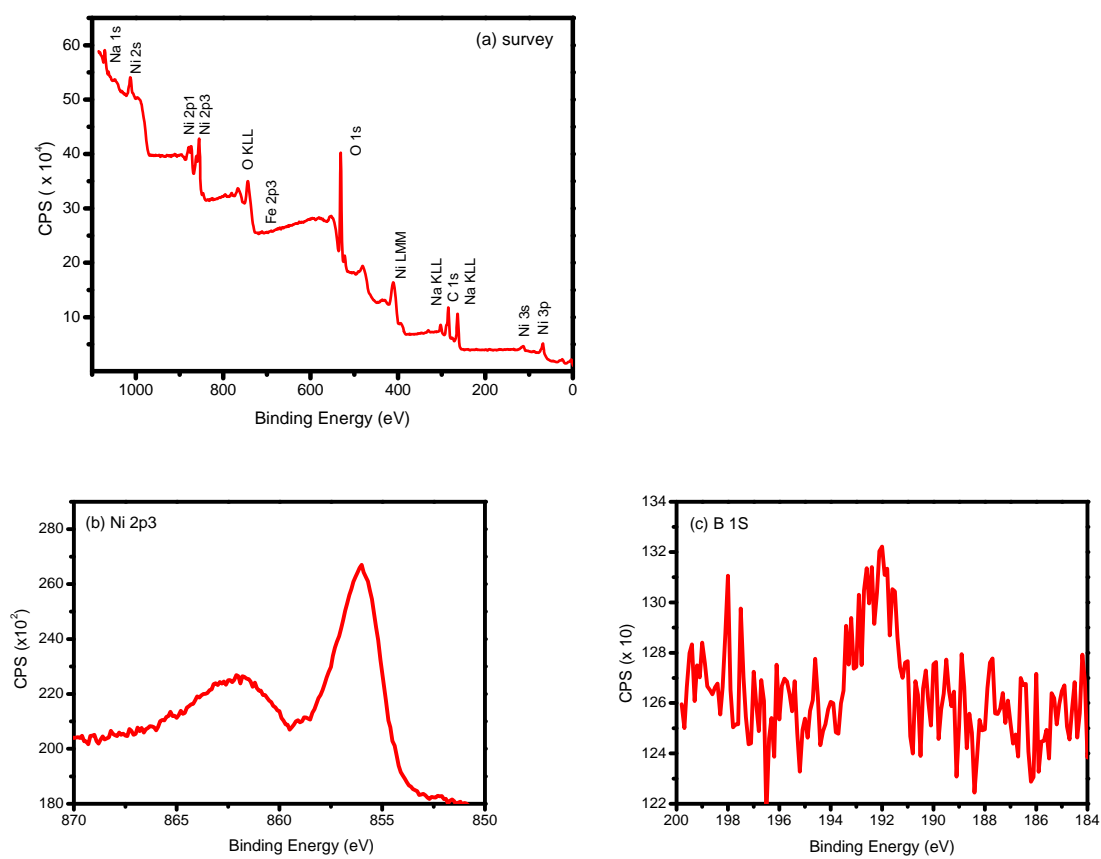 (a) survey
Na 1s
Ni 2s
Ni 2p1
Ni 2p3
O KLL
Fe 2p3
O 1s
Ni LMM
Na KLL
C 1s
Na KLL
Ni 3s
Ni 3p
60
50
40
30
20
10
CPS ( x 10⁴)
1000 800 600 400 200 0
Binding Energy (eV)
(b) Ni 2p3
280
260
240
220
200
180
CPS (x10²)
870 865 860 855 850
Binding Energy (eV)
(c) B 1S
134
132
130
128
127
125
124
122
CPS (x 10)
200 198 196 194 192 190 188 186 184
Binding Energy (eV)